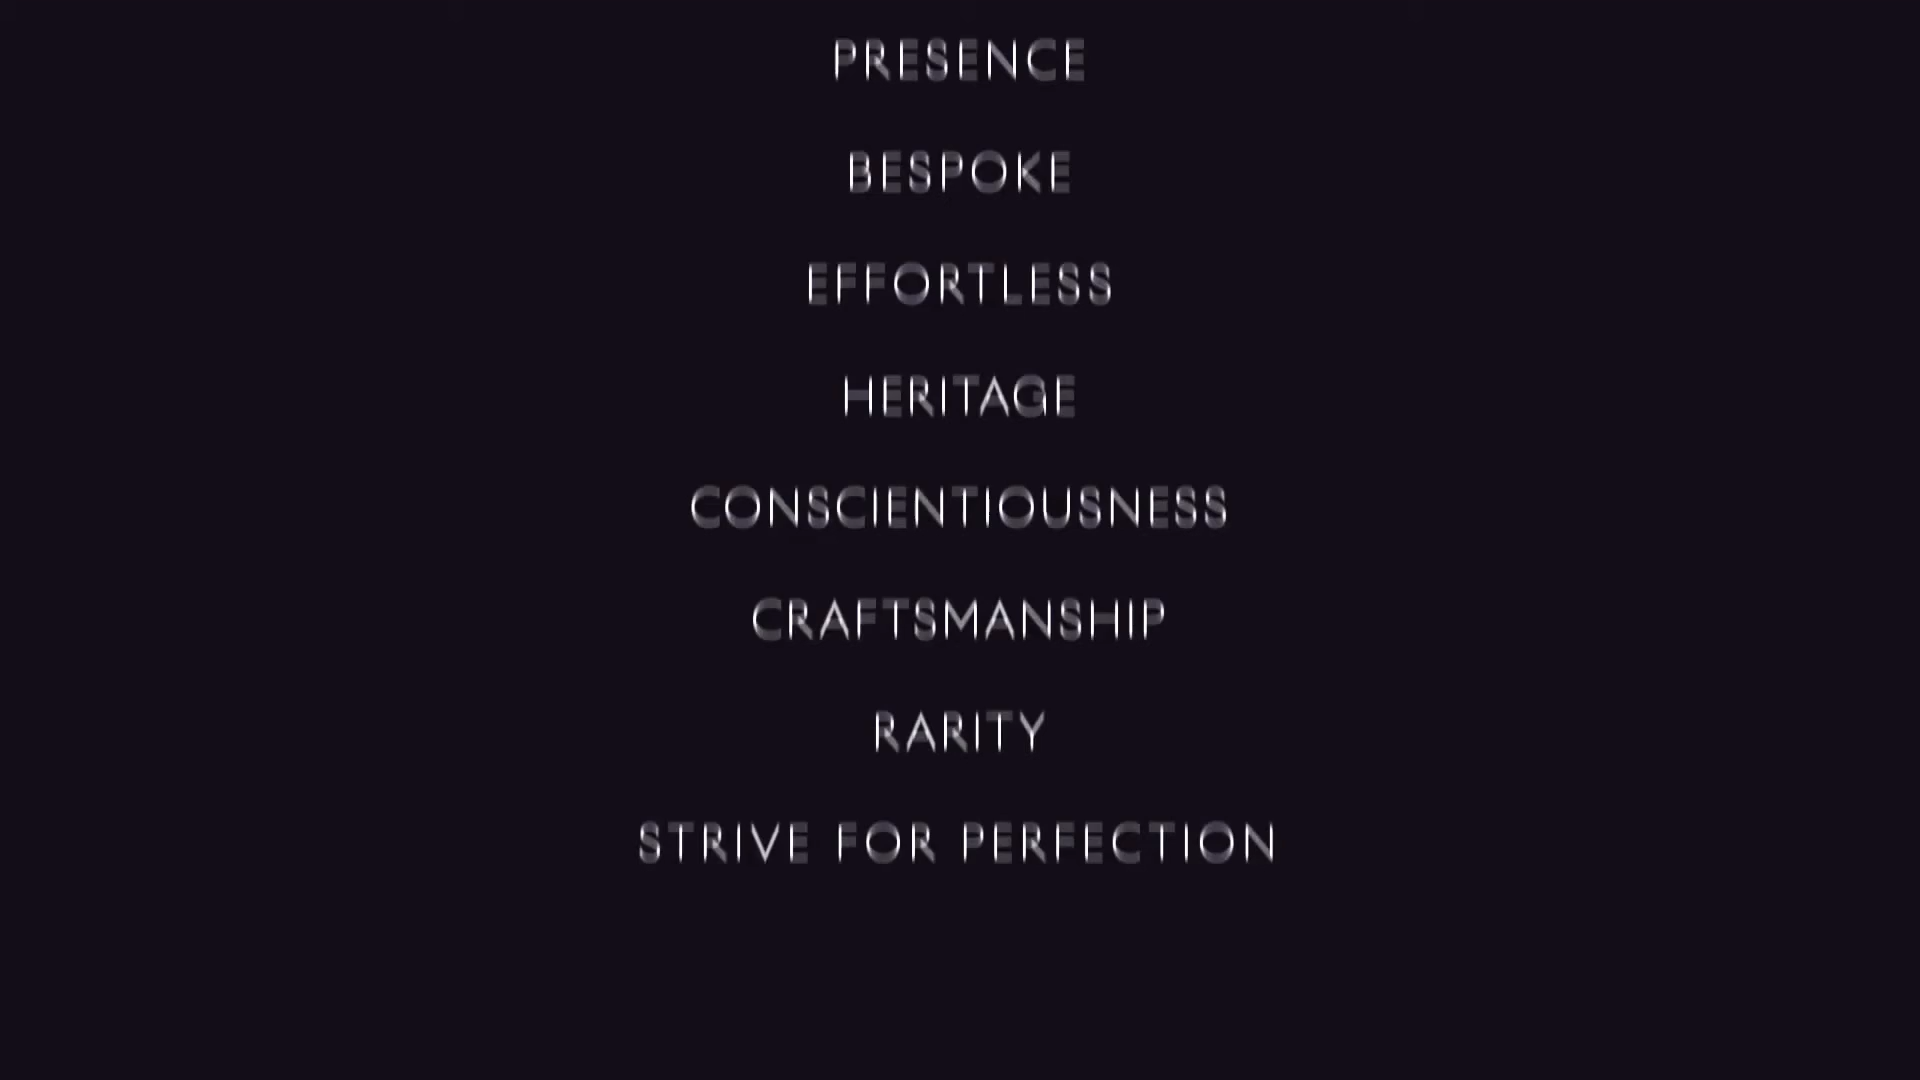 PRESENCE
BESPOKE
EFFORTLESS
HERITAGE
CONSCIENTIOUSNESS
CRAFTSMANSHIP
RARITY
STRIVE FOR PERFECTION